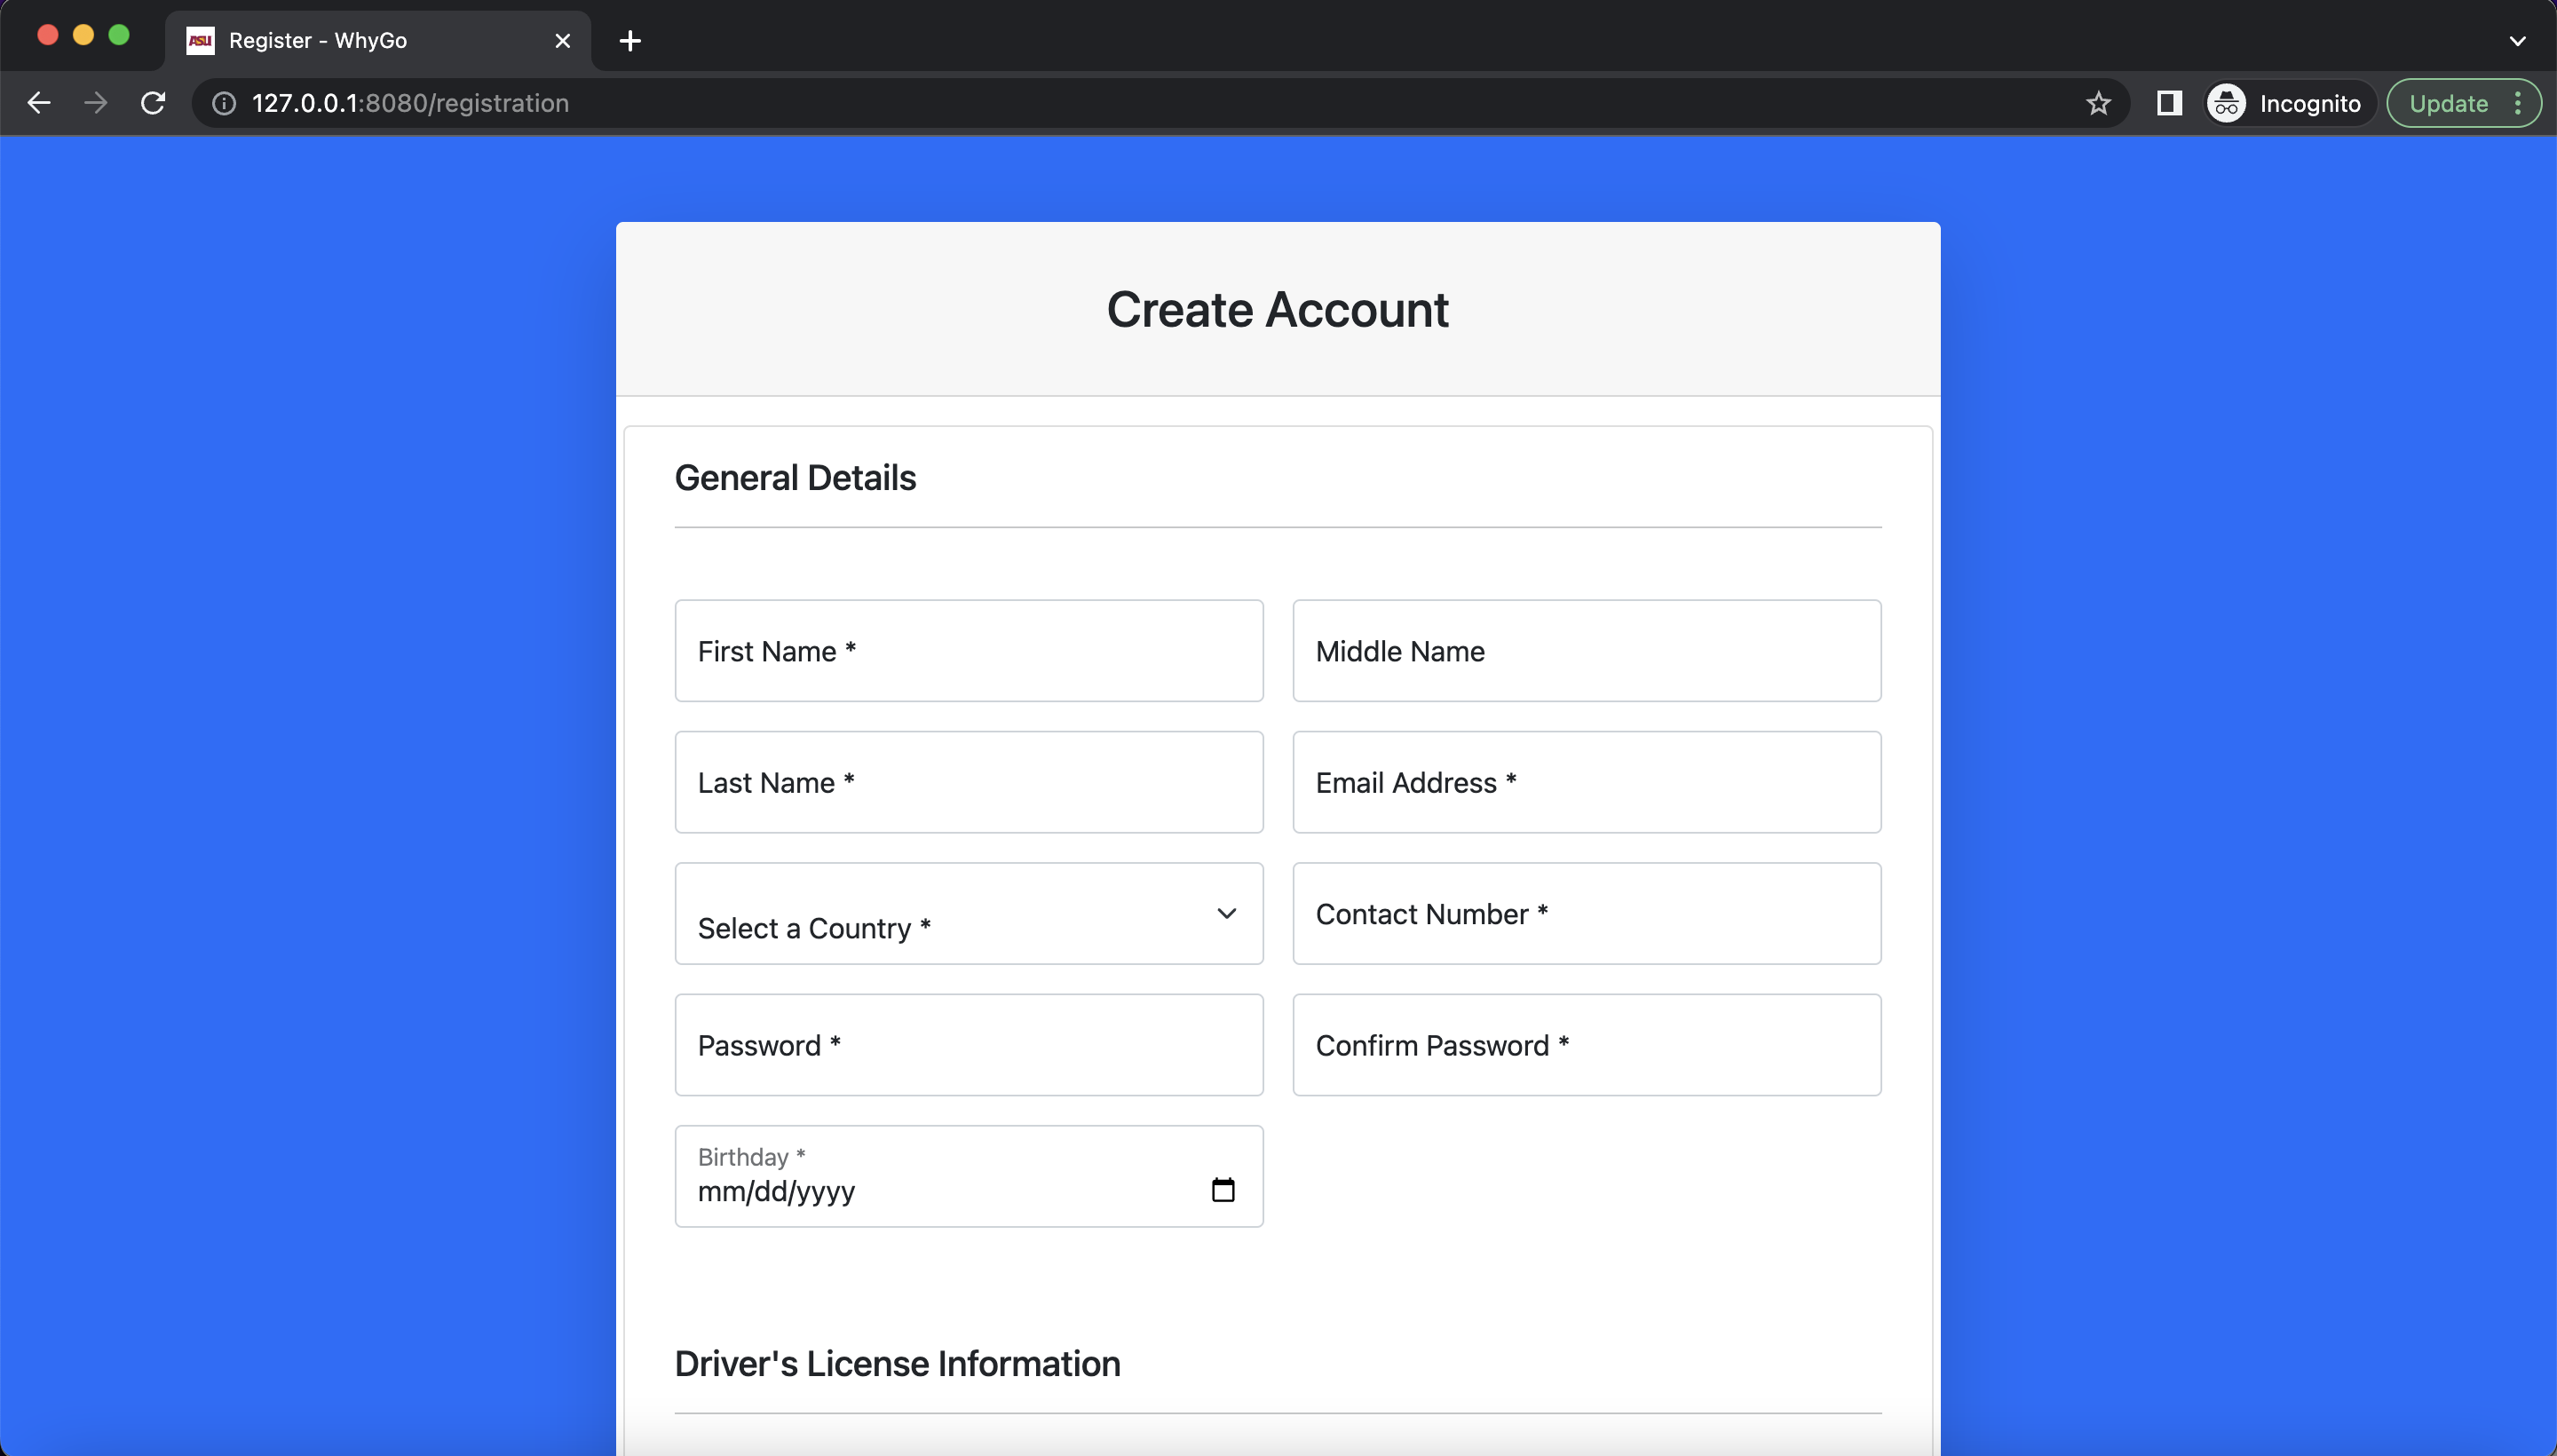 ASU Register - WhyGo
127.0.0.1:8080/registration
Incognito
Update
Create Account
General Details
First Name *
Middle Name
Last Name *
Email Address *
Select a Country *
Contact Number *
Password *
Confirm Password *
Birthday *
mm/dd/yyyy
Driver's License Information